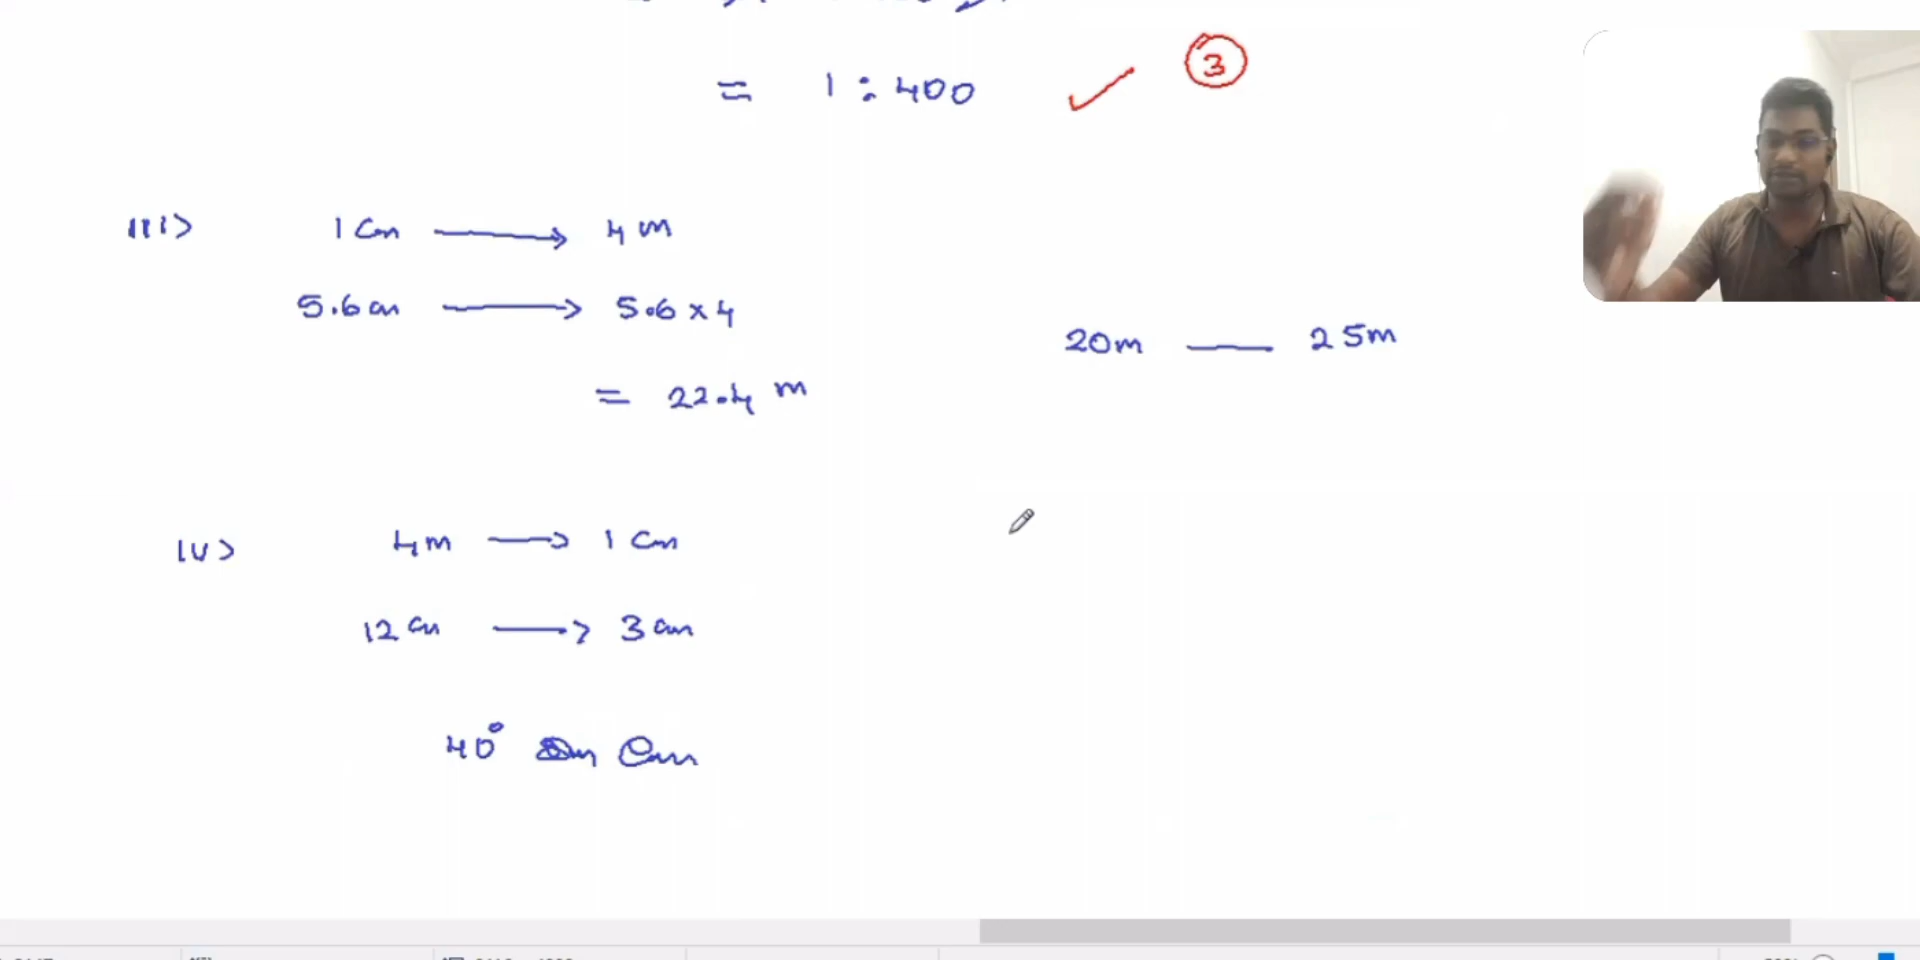 = 1 : 400
3
iii> 1 cm → 4 m
5.6 cm → 5.6 x 4
= 22.4 m
20m — 25m
iv> 4m → 1 cm
12 cm → 3 cm
40° cm